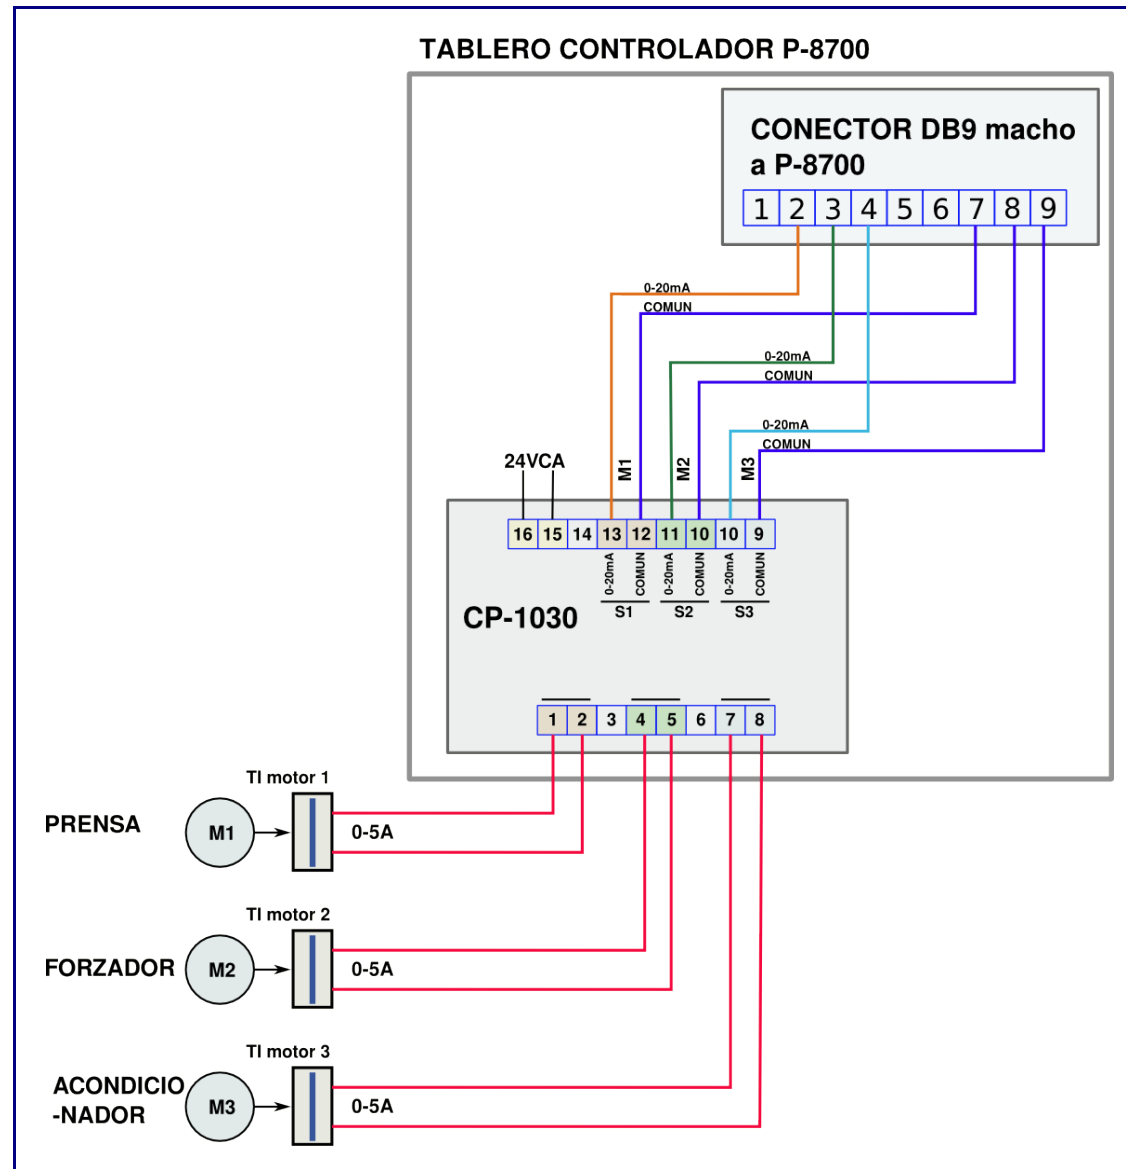 TABLERO CONTROLADOR P-8700
CONECTOR DB9 macho
a P-8700
1 2 3 4 5 6 7 8 9
0-20mA
COMUN
0-20mA
COMUN
0-20mA
COMUN
24VCA
M1
M2
M3
16 15 14 13 12 11 10 10 9
0-20mA
COMUN
0-20mA
COMUN
0-20mA
COMUN
S1 S2 S3
CP-1030
1 2 3 4 5 6 7 8
TI motor 1
PRENSA
M1
0-5A
TI motor 2
FORZADOR
M2
0-5A
TI motor 3
ACONDICIO
-NADOR
M3
0-5A